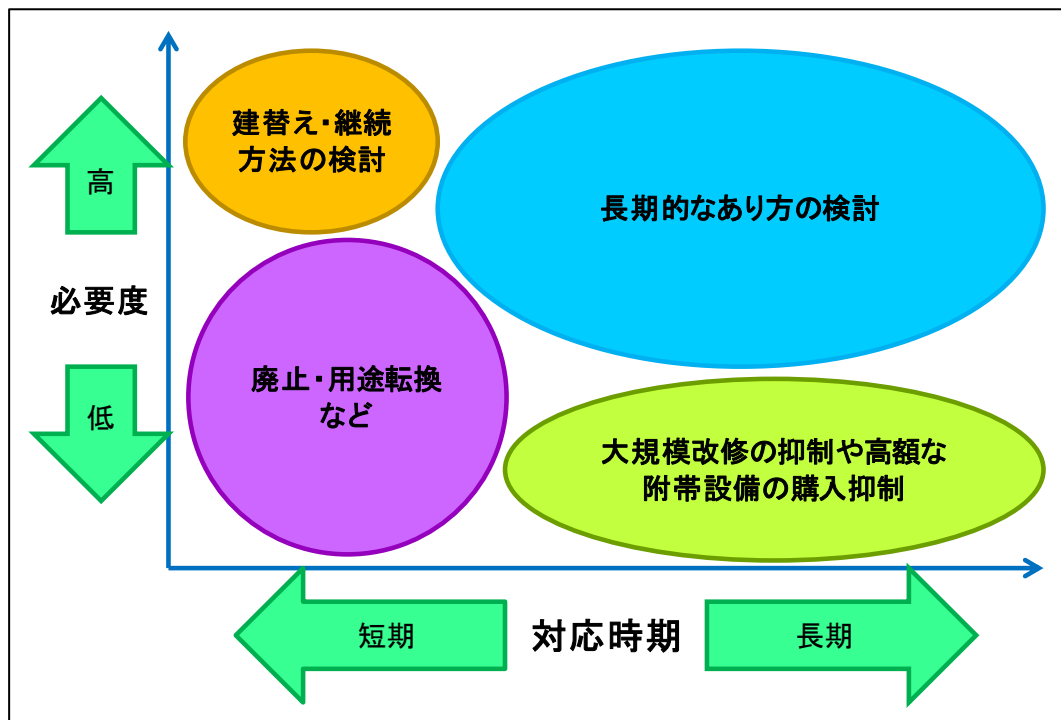 建替え・継続
方法の検討
長期的なあり方の検討
高
必要度
低
廃止・用途転換
など
大規模改修の抑制や高額な
附帯設備の購入抑制
短期
対応時期
長期